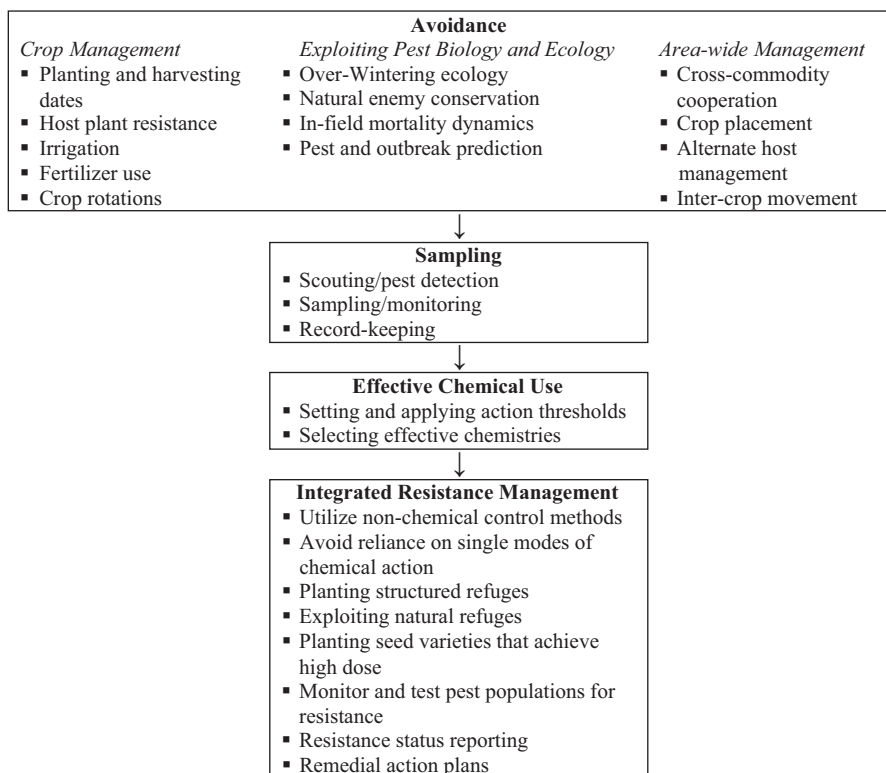 Avoidance
Crop Management
▪ Planting and harvesting
dates
▪ Host plant resistance
▪ Irrigation
▪ Fertilizer use
▪ Crop rotations
Exploiting Pest Biology and Ecology
▪ Over-Wintering ecology
▪ Natural enemy conservation
▪ In-field mortality dynamics
▪ Pest and outbreak prediction
Area-wide Management
▪ Cross-commodity
cooperation
▪ Crop placement
▪ Alternate host
management
▪ Inter-crop movement
Sampling
▪ Scouting/pest detection
▪ Sampling/monitoring
▪ Record-keeping
Effective Chemical Use
▪ Setting and applying action thresholds
▪ Selecting effective chemistries
Integrated Resistance Management
▪ Utilize non-chemical control methods
▪ Avoid reliance on single modes of
chemical action
▪ Planting structured refuges
▪ Exploiting natural refuges
▪ Planting seed varieties that achieve
high dose
▪ Monitor and test pest populations for
resistance
▪ Resistance status reporting
▪ Remedial action plans